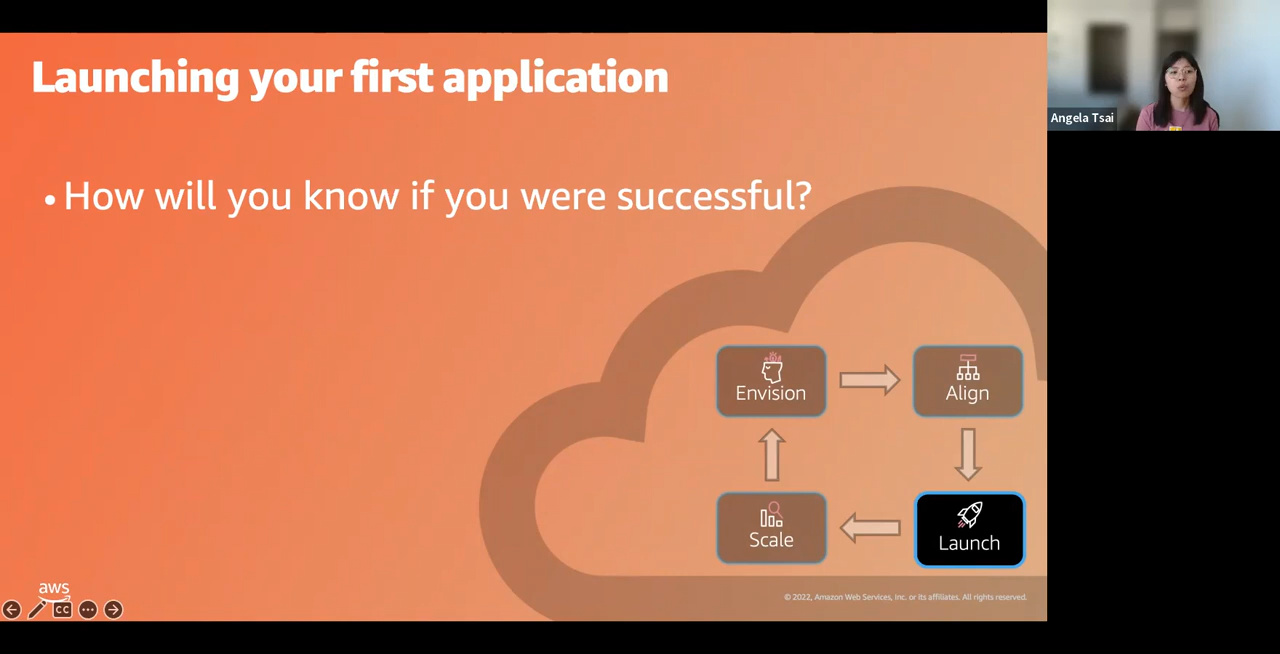 Launching your first application
• How will you know if you were successful?
Envision
Align
Scale
Launch
aws
CC
© 2022, Amazon Web Services, Inc. or its affiliates. All rights reserved.
Angela Tsai